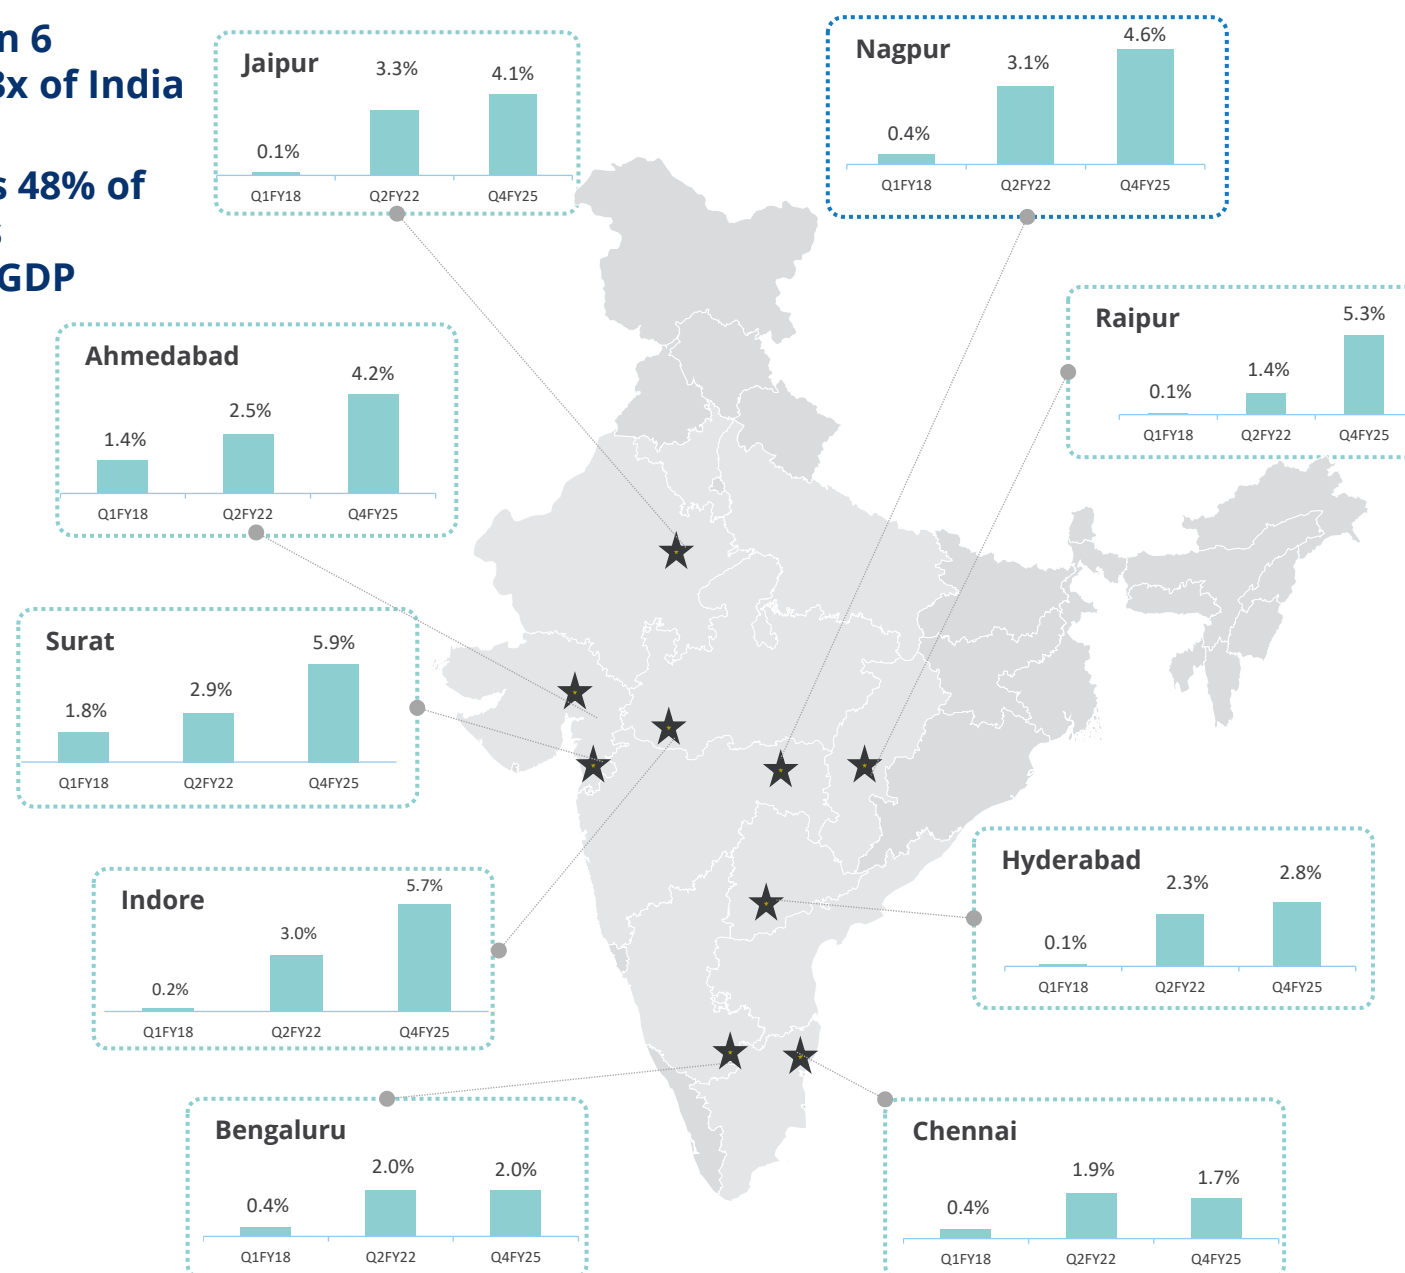 n 6
x of India
s 48% of
GDP
Jaipur
0.1%
3.3%
4.1%
Q1FY18 Q2FY22 Q4FY25
Nagpur
0.4%
3.1%
4.6%
Q1FY18 Q2FY22 Q4FY25
Raipur
0.1%
1.4%
5.3%
Q1FY18 Q2FY22 Q4FY25
Ahmedabad
1.4%
2.5%
4.2%
Q1FY18 Q2FY22 Q4FY25
Surat
1.8%
2.9%
5.9%
Q1FY18 Q2FY22 Q4FY25
Indore
0.2%
3.0%
5.7%
Q1FY18 Q2FY22 Q4FY25
Hyderabad
0.1%
2.3%
2.8%
Q1FY18 Q2FY22 Q4FY25
Bengaluru
0.4%
2.0%
2.0%
Q1FY18 Q2FY22 Q4FY25
Chennai
0.4%
1.9%
1.7%
Q1FY18 Q2FY22 Q4FY25